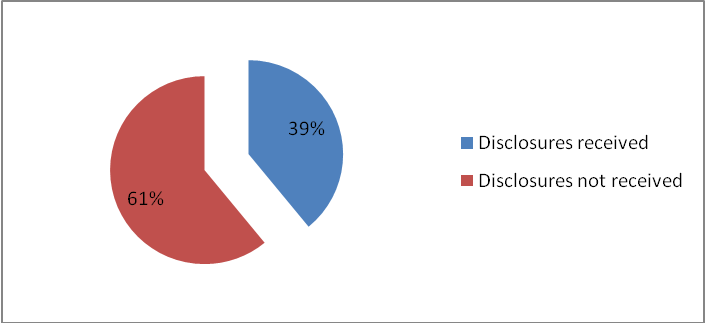 39%
61%
Disclosures received
Disclosures not received